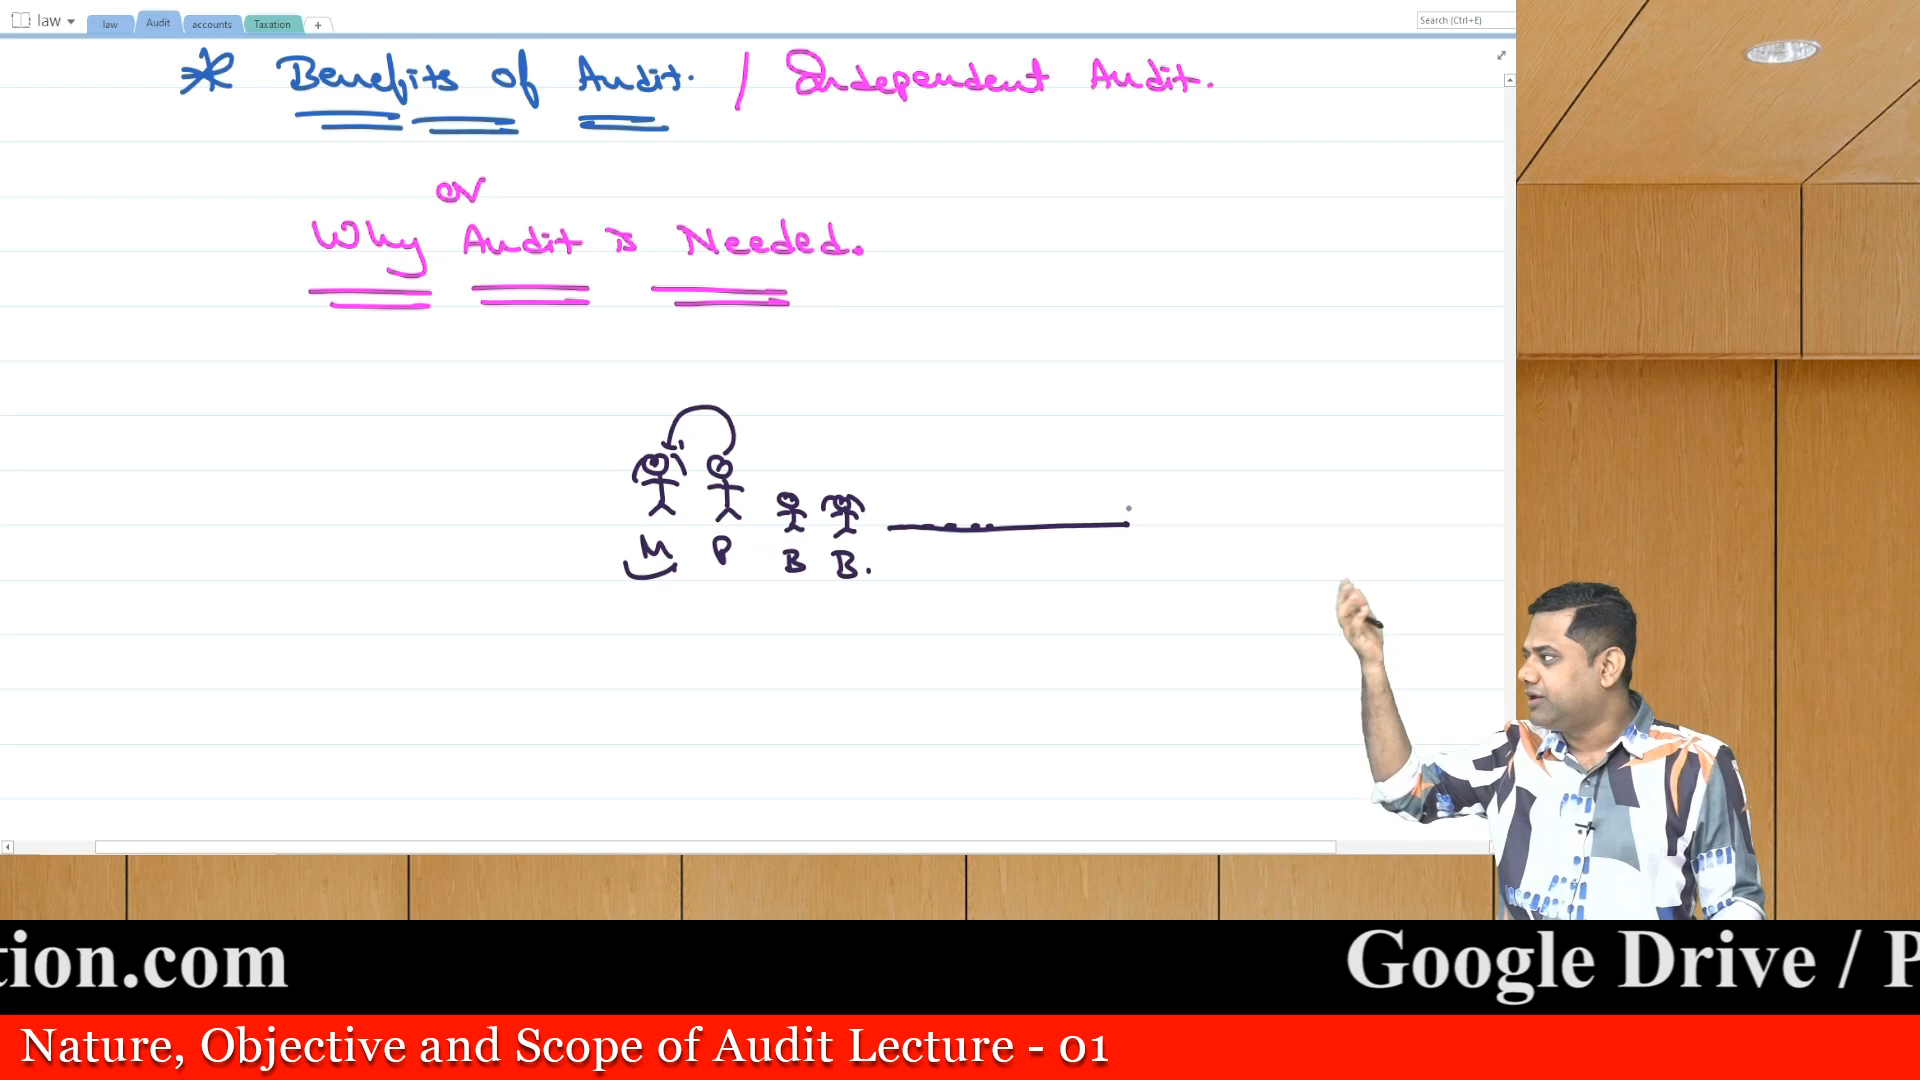 law
law Audit accounts Taxation +
Search (Ctrl+E)
* Benefits of Audit. / Independent Audit.
or
Why Audit is Needed.
M P B B.
tion.com
Google Drive / P
Nature, Objective and Scope of Audit Lecture - 01